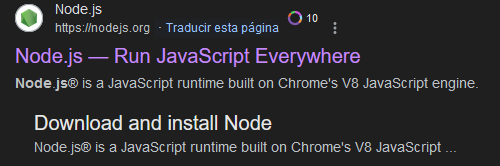 Node.js
https://nodejs.org · Traducir esta página
10
Node.js — Run JavaScript Everywhere
Node.js® is a JavaScript runtime built on Chrome's V8 JavaScript engine.
Download and install Node
Node.js® is a JavaScript runtime built on Chrome's V8 JavaScript ...